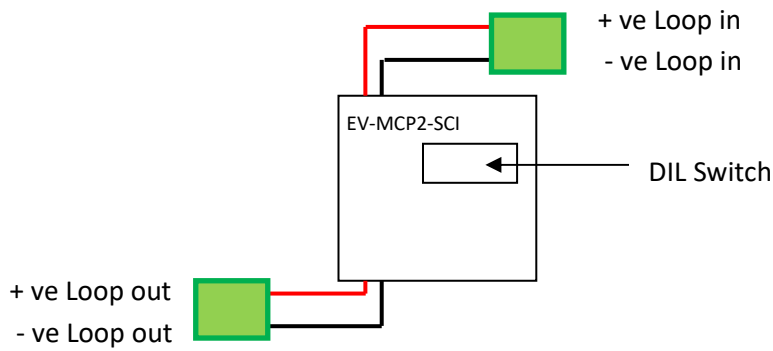 + ve Loop in
- ve Loop in
EV-MCP2-SCI
DIL Switch
+ ve Loop out
- ve Loop out